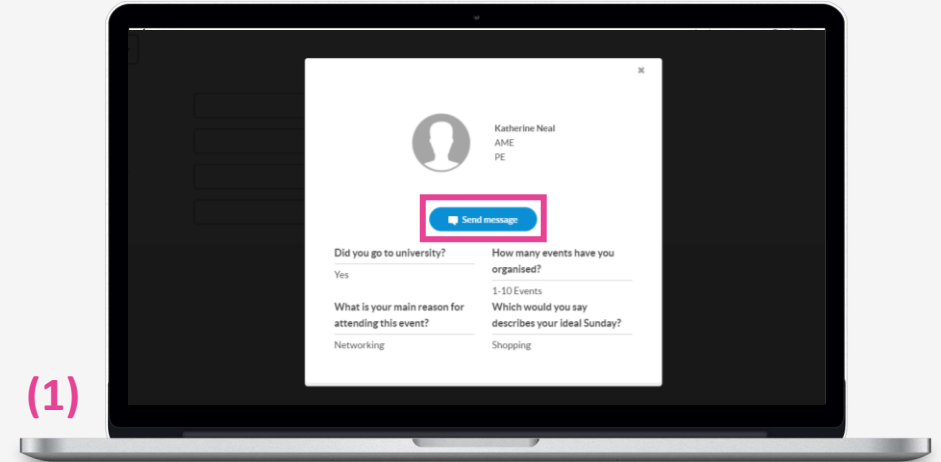 Katherine Neal
AME
PE
Send message
Did you go to university?
Yes
How many events have you
organised?
1-10 Events
What is your main reason for
attending this event?
Networking
Which would you say
describes your ideal Sunday?
Shopping
(1)